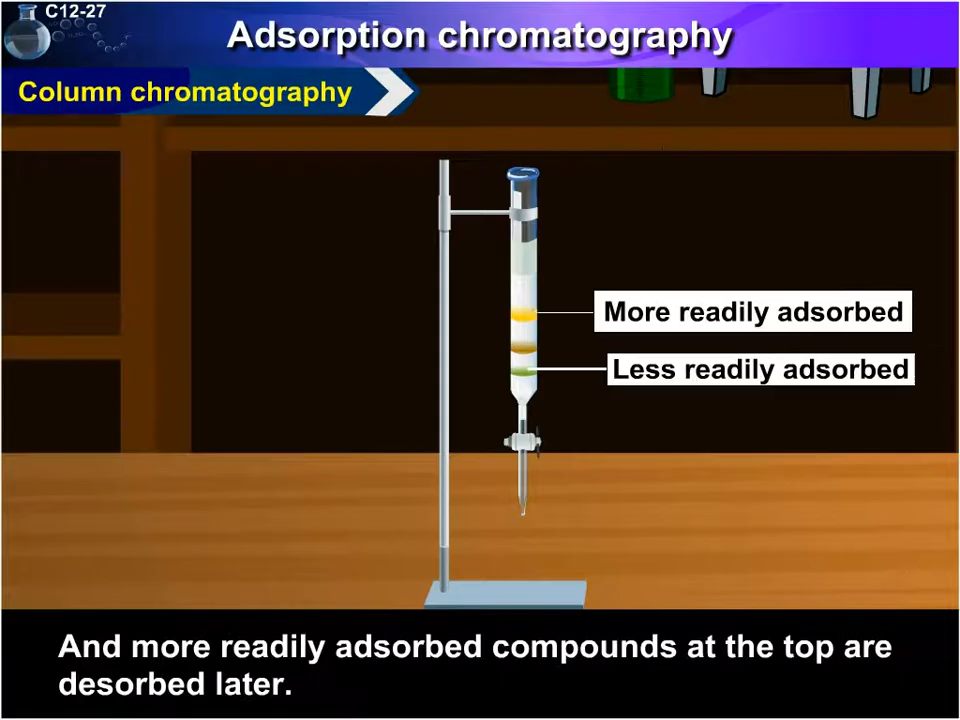 C12-27
Adsorption chromatography
Column chromatography
More readily adsorbed
Less readily adsorbed
And more readily adsorbed compounds at the top are
desorbed later.